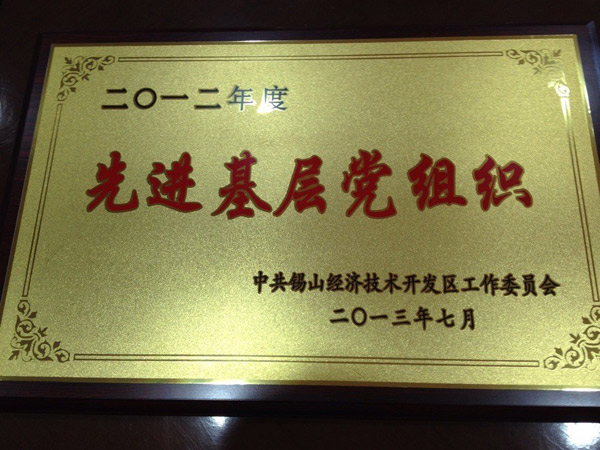 二〇一二年度
先进基层党组织
中共锡山经济技术开发区工作委员会
二〇一三年七月